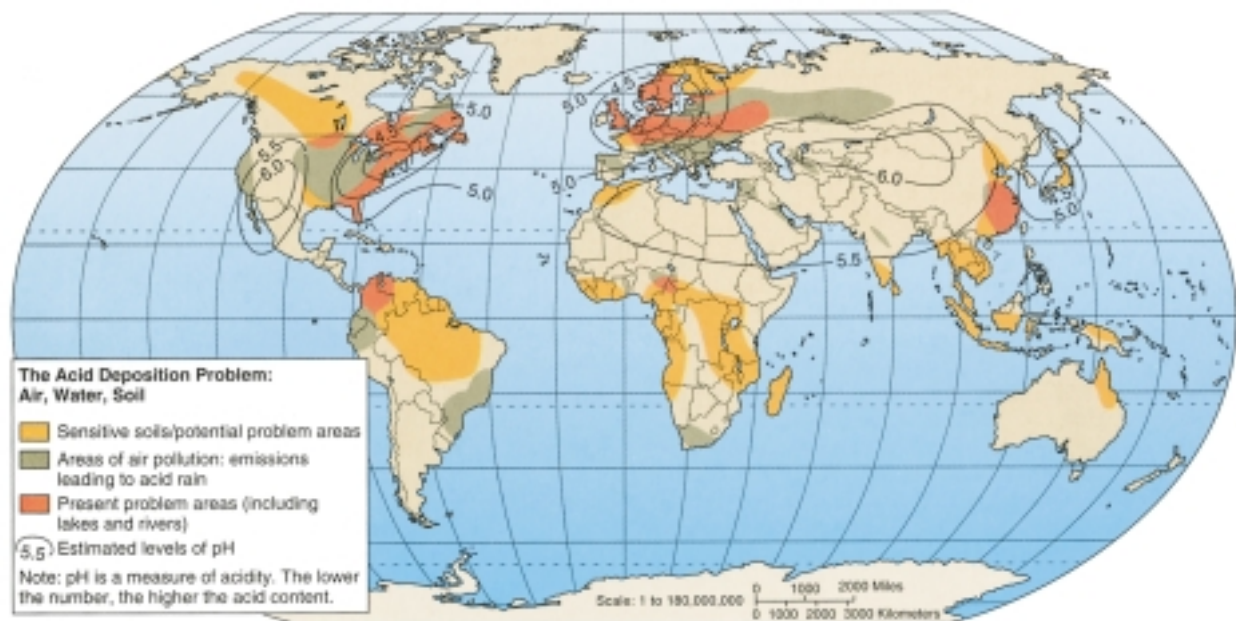 5.0
4.5
5.0
5.5
6.0
4.5
4.0
5.0
5.0
6.0
4.5
5.0
5.5
The Acid Deposition Problem:
Air, Water, Soil
Sensitive soils/potential problem areas
Areas of air pollution: emissions
leading to acid rain
Present problem areas (including
lakes and rivers)
5.5 Estimated levels of pH
Note: pH is a measure of acidity. The lower
the number, the higher the acid content.
Scale: 1 to 180,000,000
0 1000 2000 Miles
0 1000 2000 3000 Kilometers